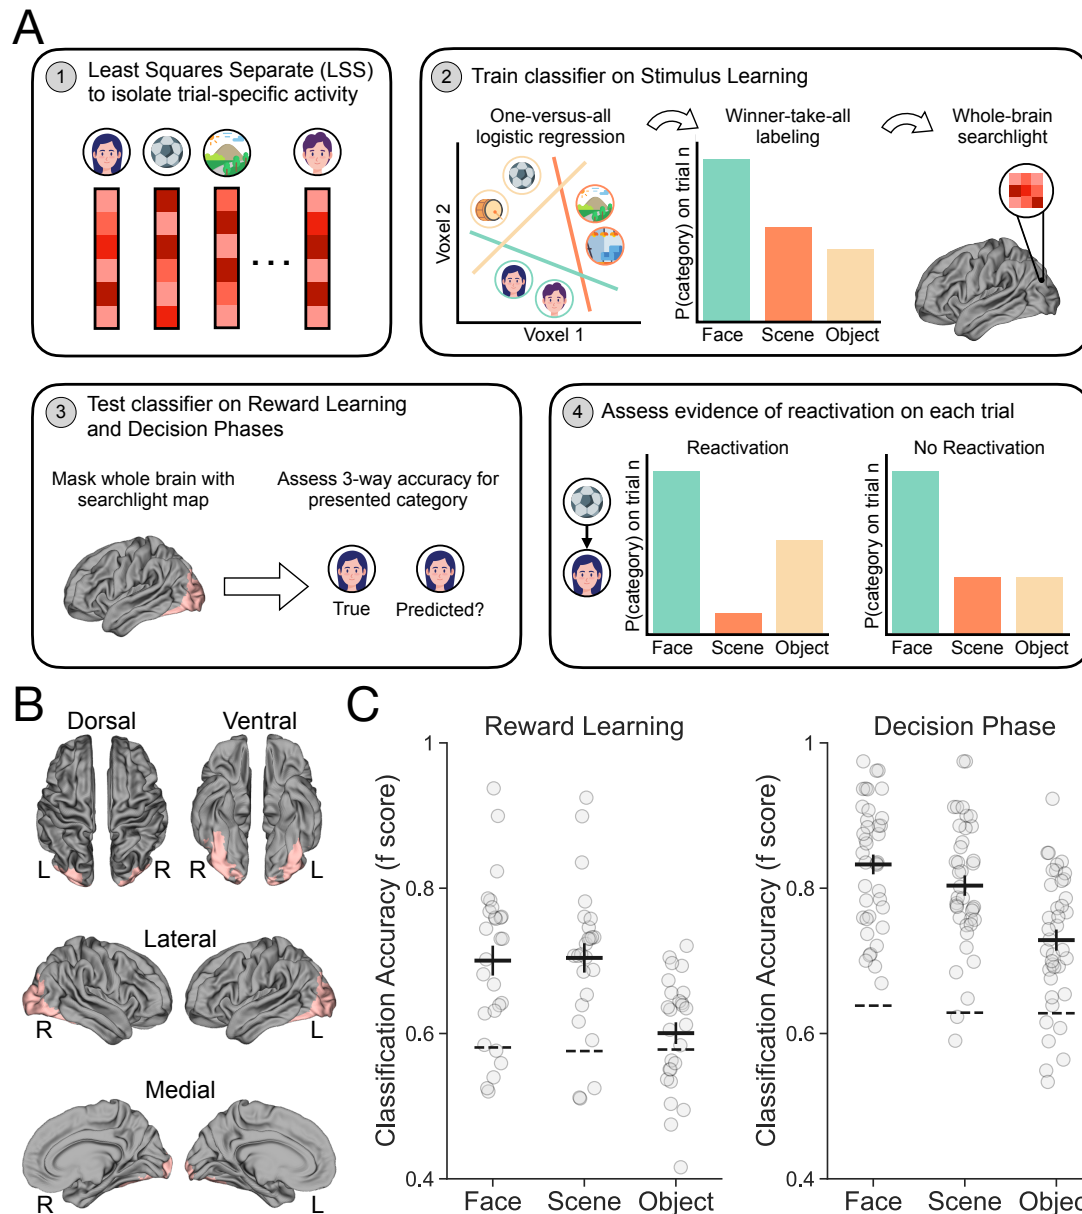 A
1 Least Squares Separate (LSS)
to isolate trial-specific activity
...
2 Train classifier on Stimulus Learning
One-versus-all
logistic regression
Voxel 2
Voxel 1
Winner-take-all
labeling
P(category) on trial n
Face Scene Object
Whole-brain
searchlight
3 Test classifier on Reward Learning
and Decision Phases
Mask whole brain with
searchlight map
Assess 3-way accuracy for
presented category
True Predicted?
4 Assess evidence of reactivation on each trial
Reactivation
P(category) on trial n
Face Scene Object
No Reactivation
P(category on trial n
Face Scene Object
B
Dorsal Ventral
L R R L
Lateral
R L
Medial
R L
C
Reward Learning
Classification Accuracy (f score)
1
0.8
0.6
0.4
Face Scene Object
Decision Phase
Classification Accuracy (f score)
1
0.8
0.6
0.4
Face Scene Objec